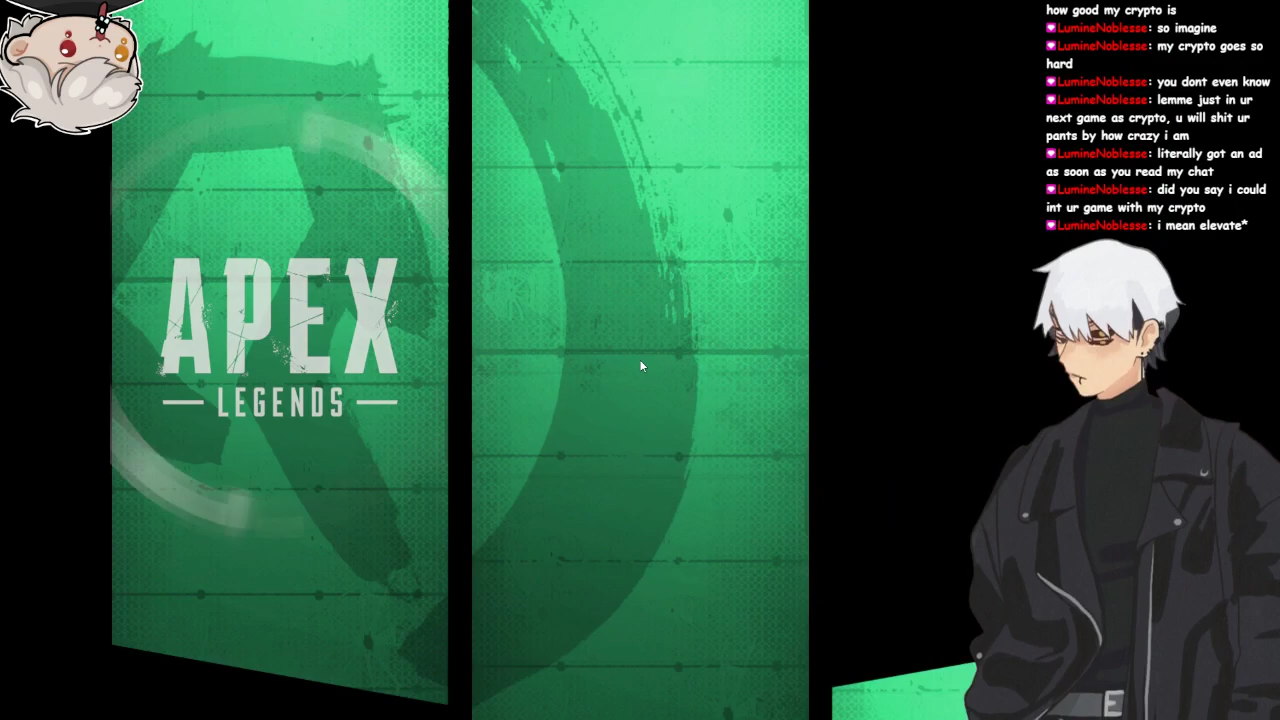 how good my crypto is
LumineNoblesse: so imagine
LumineNoblesse: my crypto goes so
hard
LumineNoblesse: you dont even know
LumineNoblesse: lemme just in ur
next game as crypto, u will shit ur
pants by how crazy i am
LumineNoblesse: literally got an ad
as soon as you read my chat
LumineNoblesse: did you say i could
int ur game with my crypto
LumineNoblesse: i mean elevate*
APEX
LEGENDS